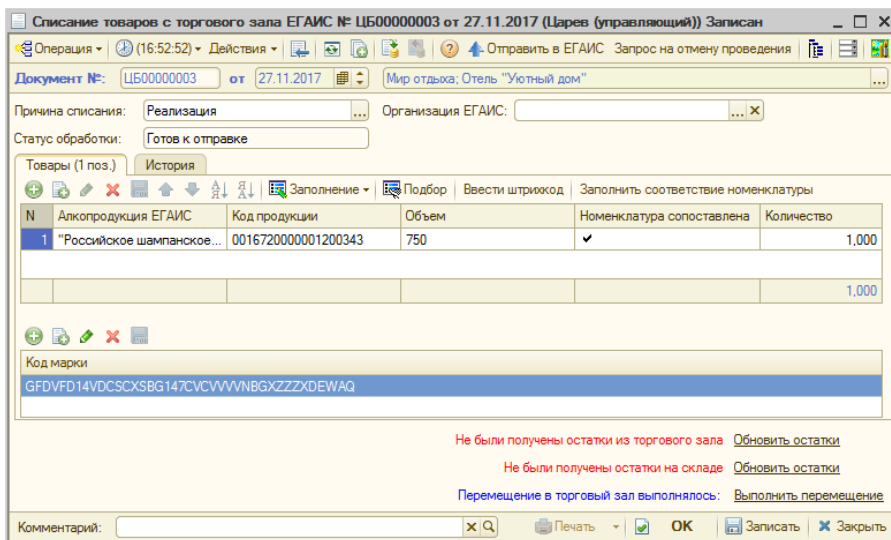 Списание товаров с торгового зала ЕГАИС № ЦБ00000003 от 27.11.2017 (Царев (управляющий)) Записан
Операция (16:52:52) Действия Отправить в ЕГАИС Запрос на отмену проведения
Документ №: ЦБ00000003 от 27.11.2017 Мир отдыха; Отель "Уютный дом" ...
Причина списания: Реализация ... Организация ЕГАИС: ...
Статус обработки: Готов к отправке
Товары (1 поз.) История
Заполнение Подбор Ввести штрихкод Заполнить соответствие номенклатуры
N Алкопродукция ЕГАИС Код продукции Объем Номенклатура сопоставлена Количество
1 "Российское шампанское... 0016720000001200343 750 1,000
1,000
Код марки
GFDVFD14VDCSCXSBG147CVCVVVVNBGXZZZXDEWAQ
Не были получены остатки из торгового зала Обновить остатки
Не были получены остатки на складе Обновить остатки
Перемещение в торговый зал выполнялось: Выполнить перемещение
Комментарий: Печать OK Записать Закрыть